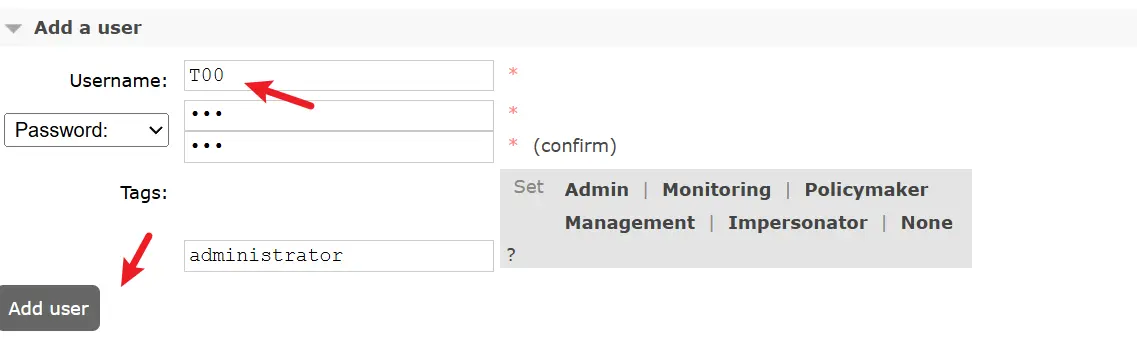 Add a user
Username: T00 *
Password: ••• *
••• * (confirm)
Tags: Set Admin | Monitoring | Policymaker
Management | Impersonator | None
administrator ?
Add user